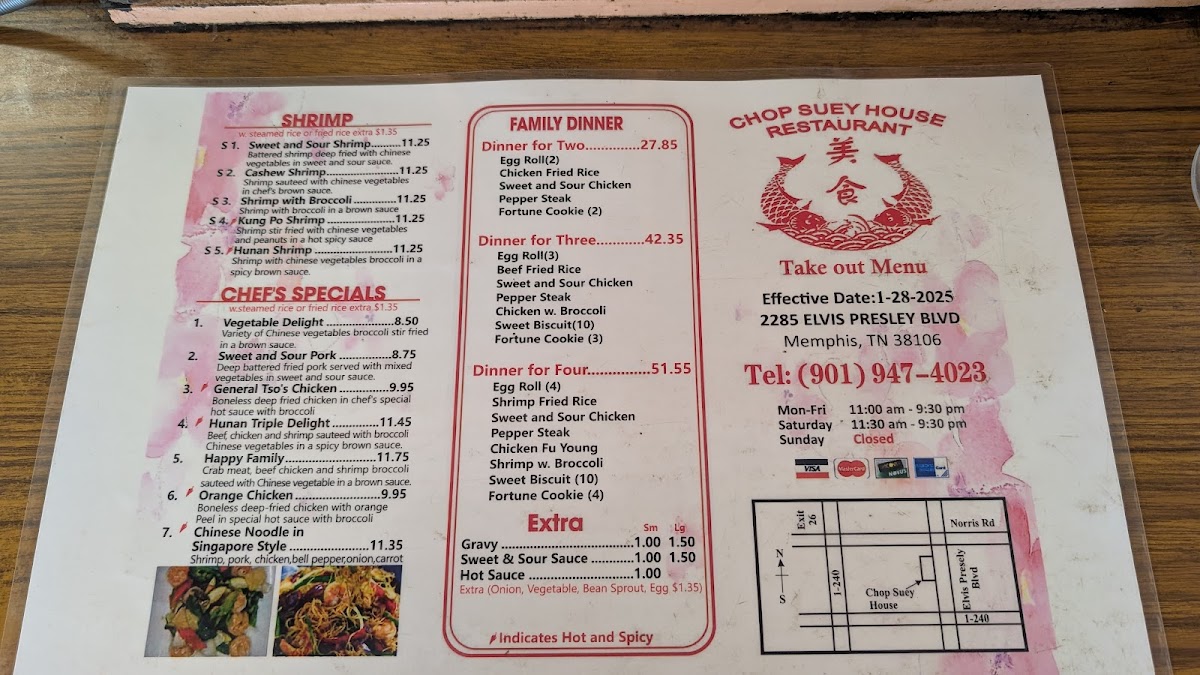 SHRIMP
w. steamed rice or fried rice extra $1.35
S 1. Sweet and Sour Shrimp..........11.25
Battered shrimp deep fried with chinese
vegetables in sweet and sour sauce.
S 2. Cashew Shrimp........................11.25
Shrimp sauteed with chinese vegetables
in chef's brown sauce.
S 3. Shrimp with Broccoli..............11.25
Shrimp with broccoli in a brown sauce
S 4. Kung Po Shrimp.......................11.25
Shrimp stir fried with chinese vegetables
and peanuts in a hot spicy sauce
S 5. Hunan Shrimp..........................11.25
Shrimp with chinese vegetables broccoli in a
spicy brown sauce.
CHEF'S SPECIALS
w.steamed rice or fried rice extra $1.35
1. Vegetable Delight .....................8.50
Variety of Chinese vegetables broccoli stir fried
in a brown sauce.
2. Sweet and Sour Pork ................8.75
Deep battered fried pork served with mixed
vegetables in sweet and sour sauce.
3. General Tso's Chicken ...............9.95
Boneless deep fried chicken in chef's special
hot sauce with broccoli
4. Hunan Triple Delight ..............11.45
Beef, chicken and shrimp sauteed with broccoli
Chinese vegetables in a spicy brown sauce.
5. Happy Family...........................11.75
Crab meat, beef chicken and shrimp broccoli
sauteed with Chinese vegetable in a brown sauce.
6. Orange Chicken .........................9.95
Boneless deep-fried chicken with orange
Peel in special hot sauce with broccoli
7. Chinese Noodle in
Singapore Style ........................11.35
Shrimp, pork, chicken,bell pepper,onion,carrot
FAMILY DINNER
Dinner for Two..............27.85
Egg Roll(2)
Chicken Fried Rice
Sweet and Sour Chicken
Pepper Steak
Fortune Cookie (2)
Dinner for Three............42.35
Egg Roll(3)
Beef Fried Rice
Sweet and Sour Chicken
Pepper Steak
Chicken w. Broccoli
Sweet Biscuit(10)
Fortune Cookie (3)
Dinner for Four...............51.55
Egg Roll (4)
Shrimp Fried Rice
Sweet and Sour Chicken
Pepper Steak
Chicken Fu Young
Shrimp w. Broccoli
Sweet Biscuit (10)
Fortune Cookie (4)
Extra
Sm Lg
Gravy ................................1.00 1.50
Sweet & Sour Sauce ...........1.00 1.50
Hot Sauce .........................1.00
Extra (Onion, Vegetable, Bean Sprout, Egg $1.35)
Indicates Hot and Spicy
CHOP SUEY HOUSE
RESTAURANT
美
食
Take out Menu
Effective Date:1-28-2025
2285 ELVIS PRESLEY BLVD
Memphis, TN 38106
Tel: (901) 947-4023
Mon-Fri 11:00 am - 9:30 pm
Saturday 11:30 am - 9:30 pm
Sunday Closed
VISA MasterCard
Exit
26
Norris Rd
N
S
1-240
Chop Suey
House
Elvis Presely
Blvd
1-240